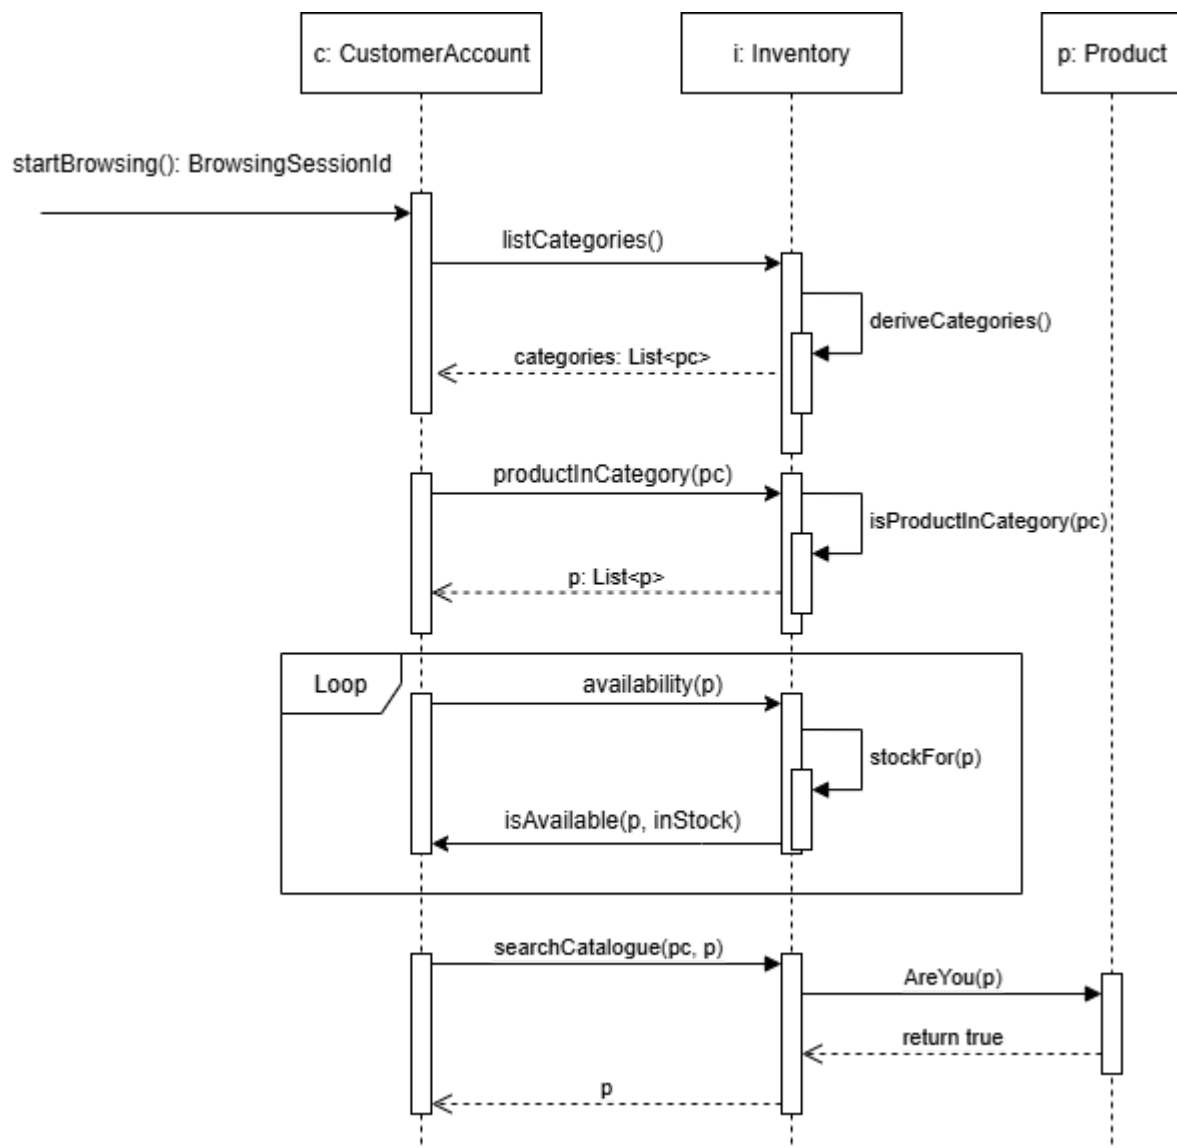 c: CustomerAccount
i: Inventory
p: Product
startBrowsing(): BrowsingSessionId
listCategories()
deriveCategories()
categories: List<pc>
productInCategory(pc)
isProductInCategory(pc)
p: List<p>
Loop
availability(p)
stockFor(p)
isAvailable(p, inStock)
searchCatalogue(pc, p)
AreYou(p)
return true
p